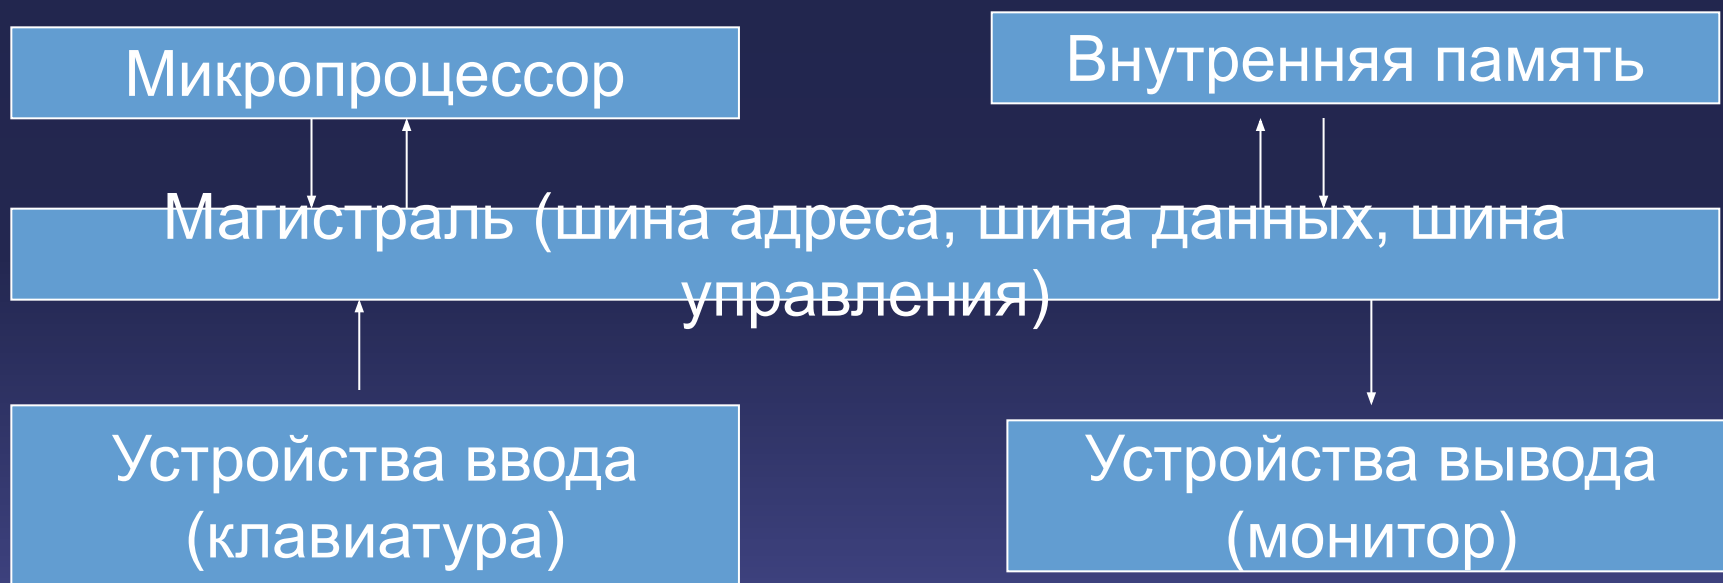 Микропроцессор
Внутренняя память
Магистраль (шина адреса, шина данных, шина
управления)
Устройства ввода
(клавиатура)
Устройства вывода
(монитор)